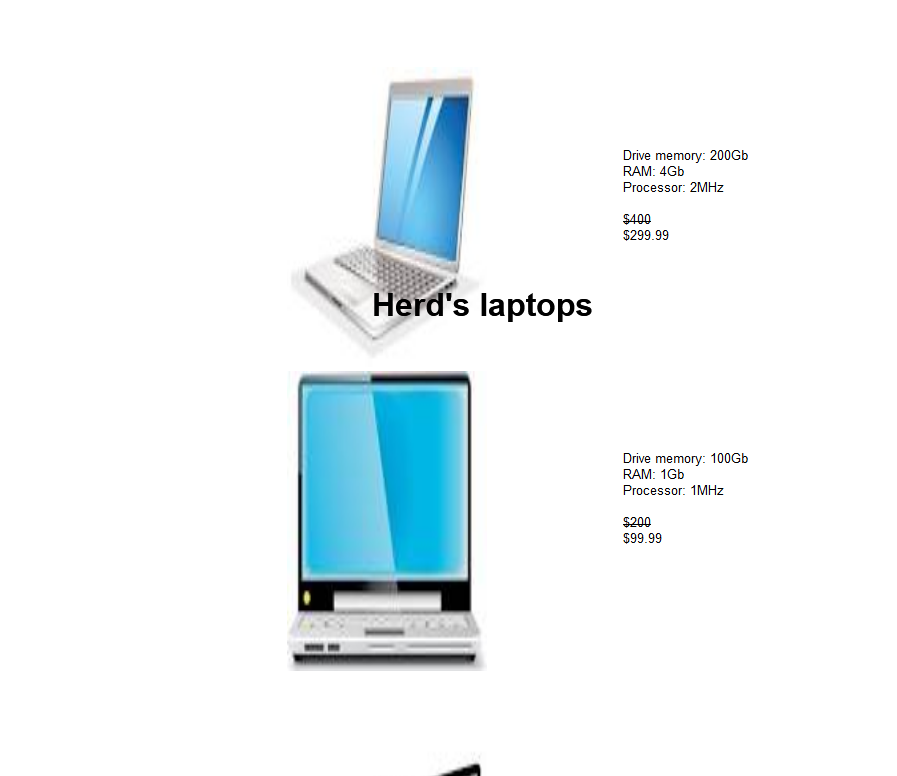 Drive memory: 200Gb
RAM: 4Gb
Processor: 2MHz
$400
$299.99
Herd's laptops
Drive memory: 100Gb
RAM: 1Gb
Processor: 1MHz
$200
$99.99